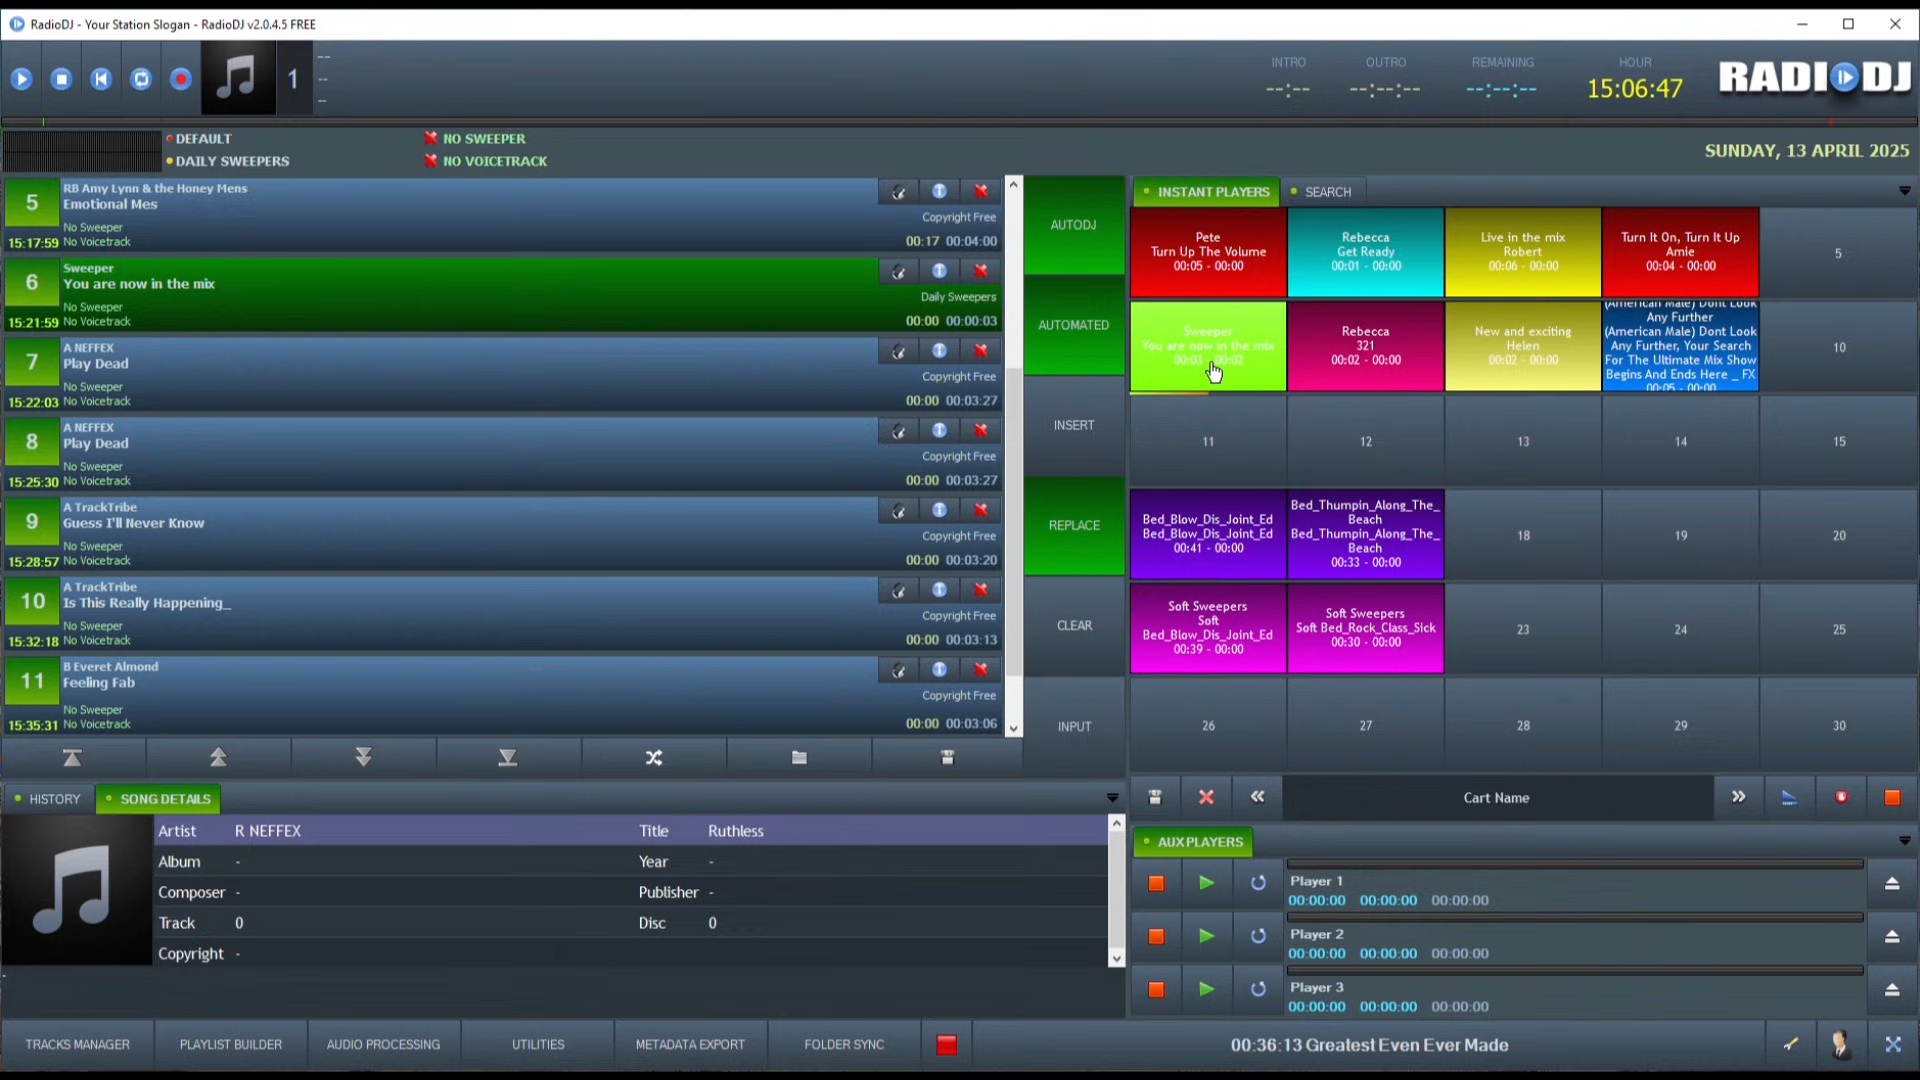 RadioDJ - Your Station Slogan - RadioDJ v2.0.4.5 FREE
1
--
--
--
INTRO
--:--
OUTRO
--:--:--
REMAINING
--:--:--
HOUR
15:06:47
RADIODJ
DEFAULT
DAILY SWEEPERS
NO SWEEPER
NO VOICETRACK
SUNDAY, 13 APRIL 2025
5
RB Amy Lynn & the Honey Mens
Emotional Mes
No Sweeper
15:17:59 No Voicetrack
Copyright Free
00:17 00:04:00
6
Sweeper
You are now in the mix
No Sweeper
15:21:59 No Voicetrack
Daily Sweepers
00:00 00:00:03
7
A NEFFEX
Play Dead
No Sweeper
15:22:03 No Voicetrack
Copyright Free
00:00 00:03:27
8
A NEFFEX
Play Dead
No Sweeper
15:25:30 No Voicetrack
Copyright Free
00:00 00:03:27
9
A TrackTribe
Guess I'll Never Know
No Sweeper
15:28:57 No Voicetrack
Copyright Free
00:00 00:03:20
10
A TrackTribe
Is This Really Happening_
No Sweeper
15:32:18 No Voicetrack
Copyright Free
00:00 00:03:13
11
B Everet Almond
Feeling Fab
No Sweeper
15:35:31 No Voicetrack
Copyright Free
00:00 00:03:06
AUTODJ
AUTOMATED
INSERT
REPLACE
CLEAR
INPUT
INSTANT PLAYERS
SEARCH
Pete
Turn Up The Volume
00:05 - 00:00
Rebecca
Get Ready
00:01 - 00:00
Live in the mix
Robert
00:06 - 00:00
Turn It On, Turn It Up
Amie
00:04 - 00:00
5
Sweeper
You are now in the mix
00:03 - 00:02
Rebecca
321
00:02 - 00:00
New and exciting
Helen
00:02 - 00:00
(American Male) Dont Look
Any Further
(American Male) Dont Look
Any Further, Your Search
For The Ultimate Mix Show
Begins And Ends Here _ FX
00:05 - 00:00
10
11
12
13
14
15
Bed_Blow_Dis_Joint_Ed
Bed_Blow_Dis_Joint_Ed
00:41 - 00:00
Bed_Thumpin_Along_The_
Beach
Bed_Thumpin_Along_The_
Beach
00:33 - 00:00
18
19
20
Soft Sweepers
Soft
Bed_Blow_Dis_Joint_Ed
00:39 - 00:00
Soft Sweepers
Soft Bed_Rock_Class_Sick
00:30 - 00:00
23
24
25
26
27
28
29
30
Cart Name
HISTORY
SONG DETAILS
Artist R NEFFEX Title Ruthless
Album - Year -
Composer - Publisher -
Track 0 Disc 0
Copyright -
-
AUX PLAYERS
Player 1
00:00:00 00:00:00 00:00:00
Player 2
00:00:00 00:00:00 00:00:00
Player 3
00:00:00 00:00:00 00:00:00
TRACKS MANAGER
PLAYLIST BUILDER
AUDIO PROCESSING
UTILITIES
METADATA EXPORT
FOLDER SYNC
00:36:13 Greatest Even Ever Made